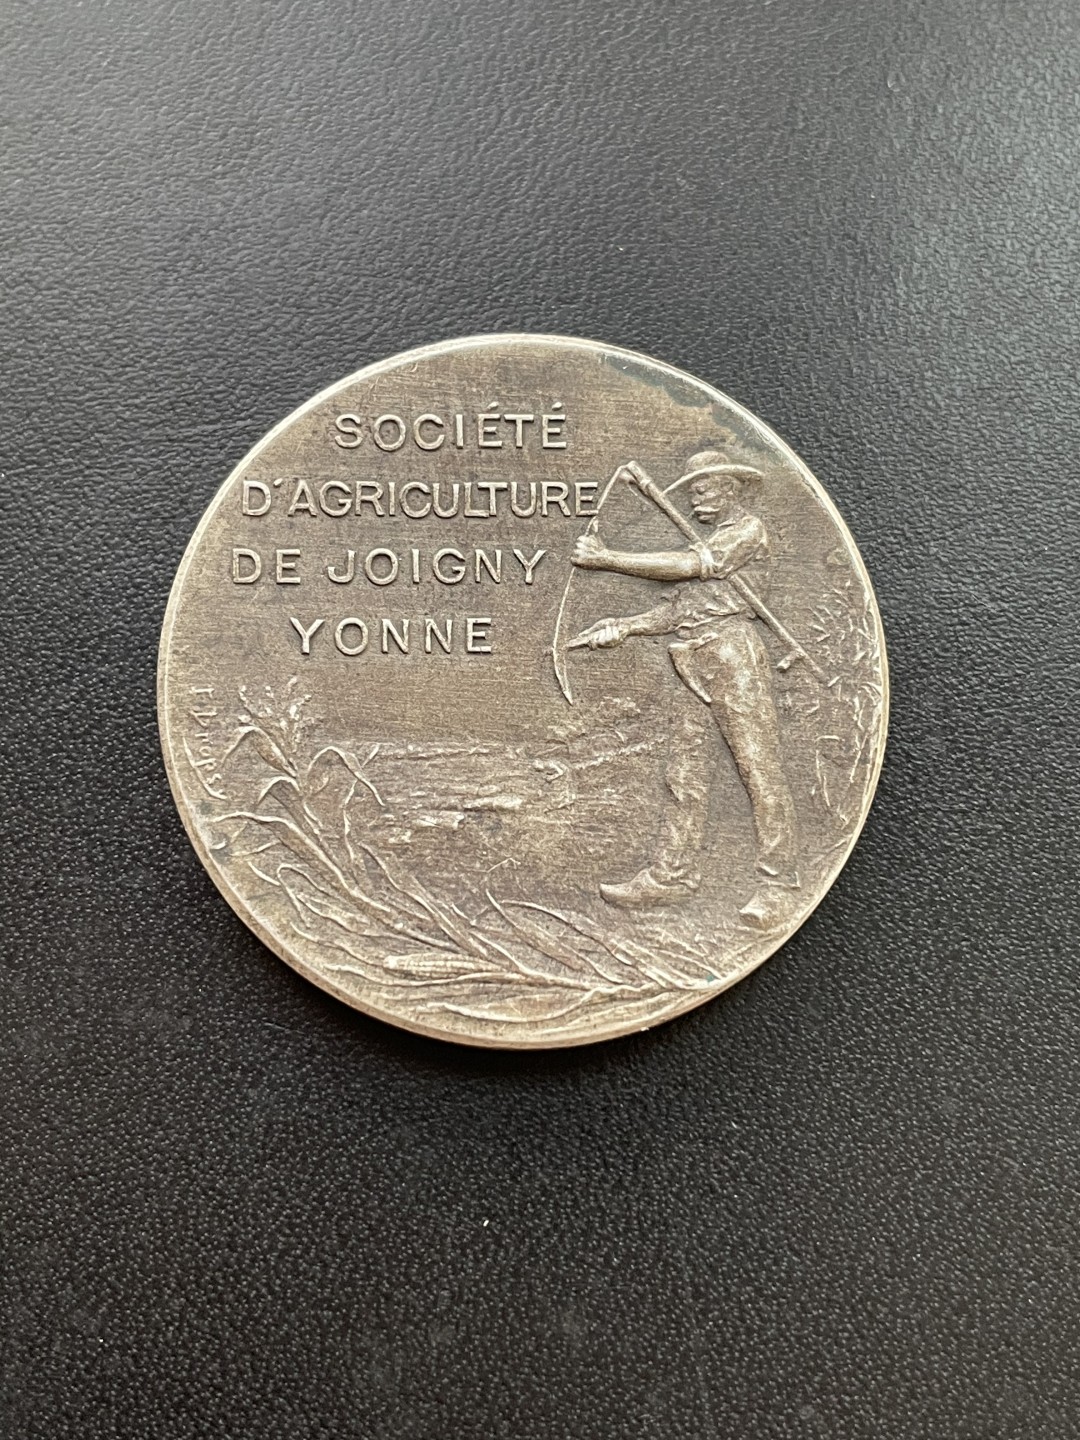 SOCIÉTÉ
D'AGRICULTURE
DE JOIGNY
YONNE